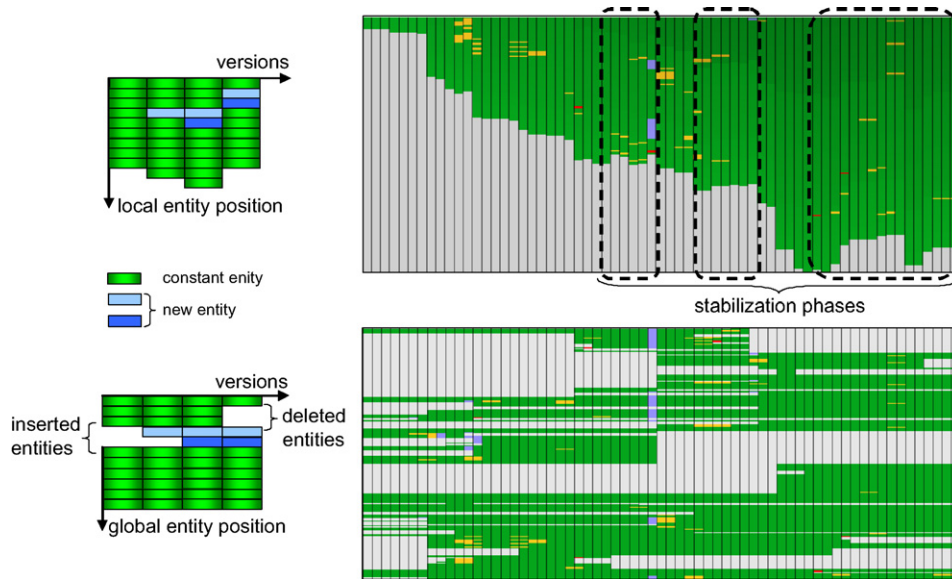 versions
local entity position
constant enity
new entity
stabilization phases
versions
inserted
entities
deleted
entities
global entity position